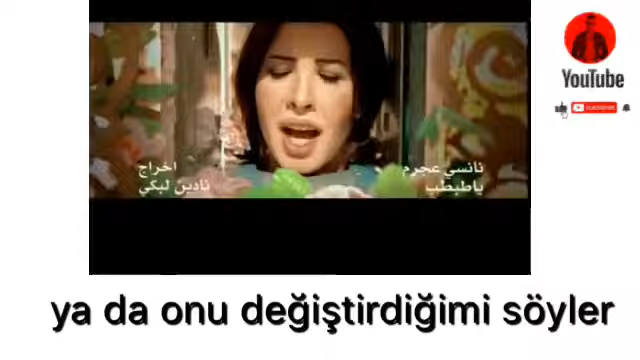 نانسي عجرم
ياطبطب
اخراج
نادين لبكي
YouTube
ya da onu değiştirdiğimi söyler